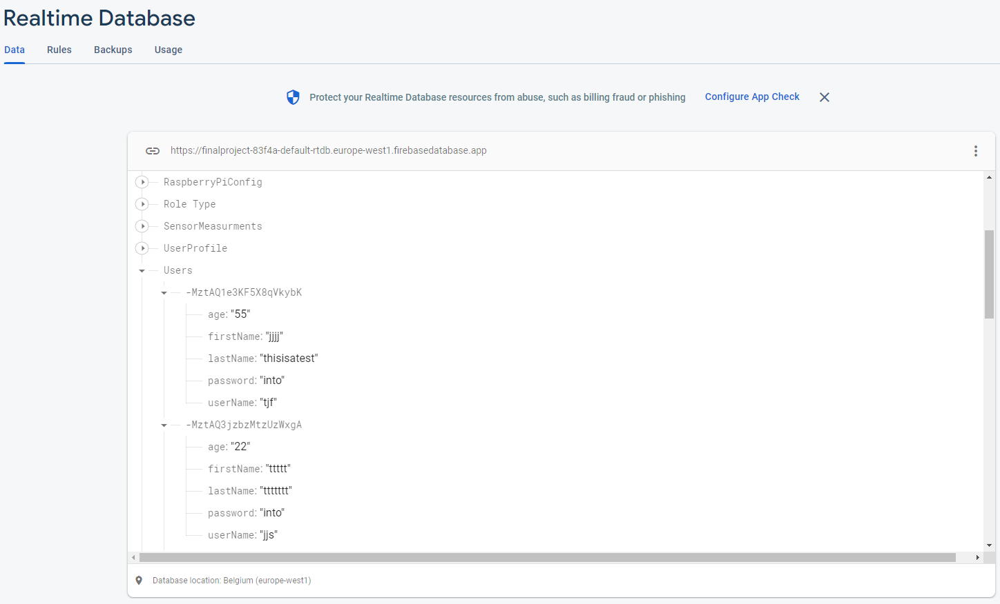 Realtime Database
Data Rules Backups Usage
Protect your Realtime Database resources from abuse, such as billing fraud or phishing Configure App Check
https://finalproject-83f4a-default-rtdb.europe-west1.firebasedatabase.app
RaspberryPiConfig
Role Type
SensorMeasurments
UserProfile
Users
-MztAQ1e3KF5X8qVkybK
age: "55"
firstName: "jjjj"
lastName: "thisisatest"
password: "into"
userName: "tjf"
-MztAQ3jzbzMtzUzWxgA
age: "22"
firstName: "ttttt"
lastName: "ttttttt"
password: "into"
userName: "jjs"
Database location: Belgium (europe-west1)